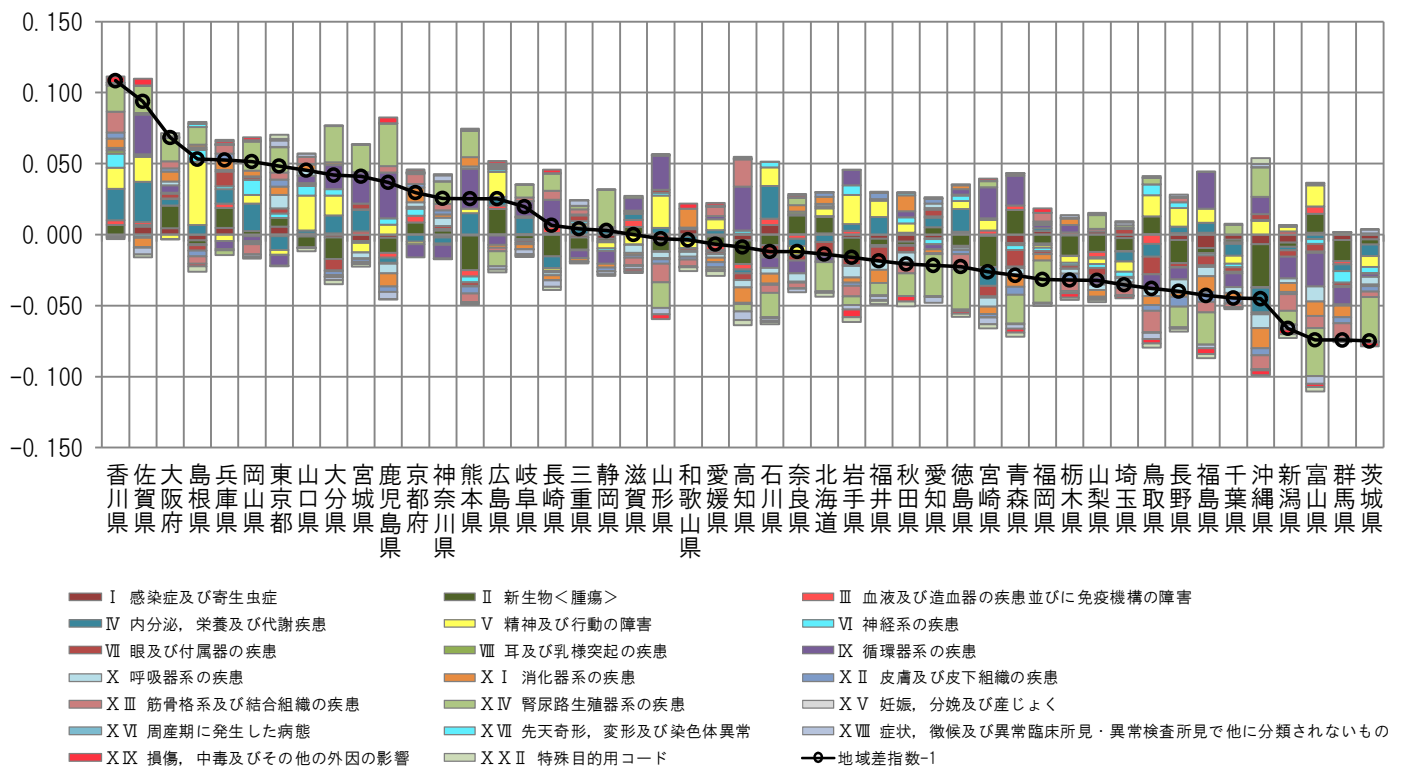 0.150
0.100
0.050
0.000
-0.050
-0.100
-0.150
香川県
佐賀県
大阪府
島根県
兵庫県
岡山県
東京都
山口県
大分県
宮城県
鹿児島県
京都府
神奈川県
熊本県
広島県
岐阜県
長崎県
三重県
静岡県
滋賀県
山形県
和歌山県
愛媛県
高知県
石川県
奈良県
北海道
岩手県
福井県
秋田県
愛知県
徳島県
宮崎県
青森県
福岡県
栃木県
山梨県
埼玉県
鳥取県
長野県
福島県
千葉県
沖縄県
新潟県
富山県
群馬県
茨城県
Ⅰ 感染症及び寄生虫症
Ⅱ 新生物<腫瘍>
Ⅲ 血液及び造血器の疾患並びに免疫機構の障害
Ⅳ 内分泌,栄養及び代謝疾患
Ⅴ 精神及び行動の障害
Ⅵ 神経系の疾患
Ⅶ 眼及び付属器の疾患
Ⅷ 耳及び乳様突起の疾患
Ⅸ 循環器系の疾患
Ⅹ 呼吸器系の疾患
ⅩⅠ 消化器系の疾患
ⅩⅡ 皮膚及び皮下組織の疾患
ⅩⅢ 筋骨格系及び結合組織の疾患
ⅩⅣ 腎尿路生殖器系の疾患
ⅩⅤ 妊娠,分娩及び産じょく
ⅩⅥ 周産期に発生した病態
ⅩⅦ 先天奇形,変形及び染色体異常
ⅩⅧ 症状,徴候及び異常臨床所見・異常検査所見で他に分類されないもの
ⅩⅨ 損傷,中毒及びその他の外因の影響
ⅩⅩⅡ 特殊目的用コード
地域差指数-1